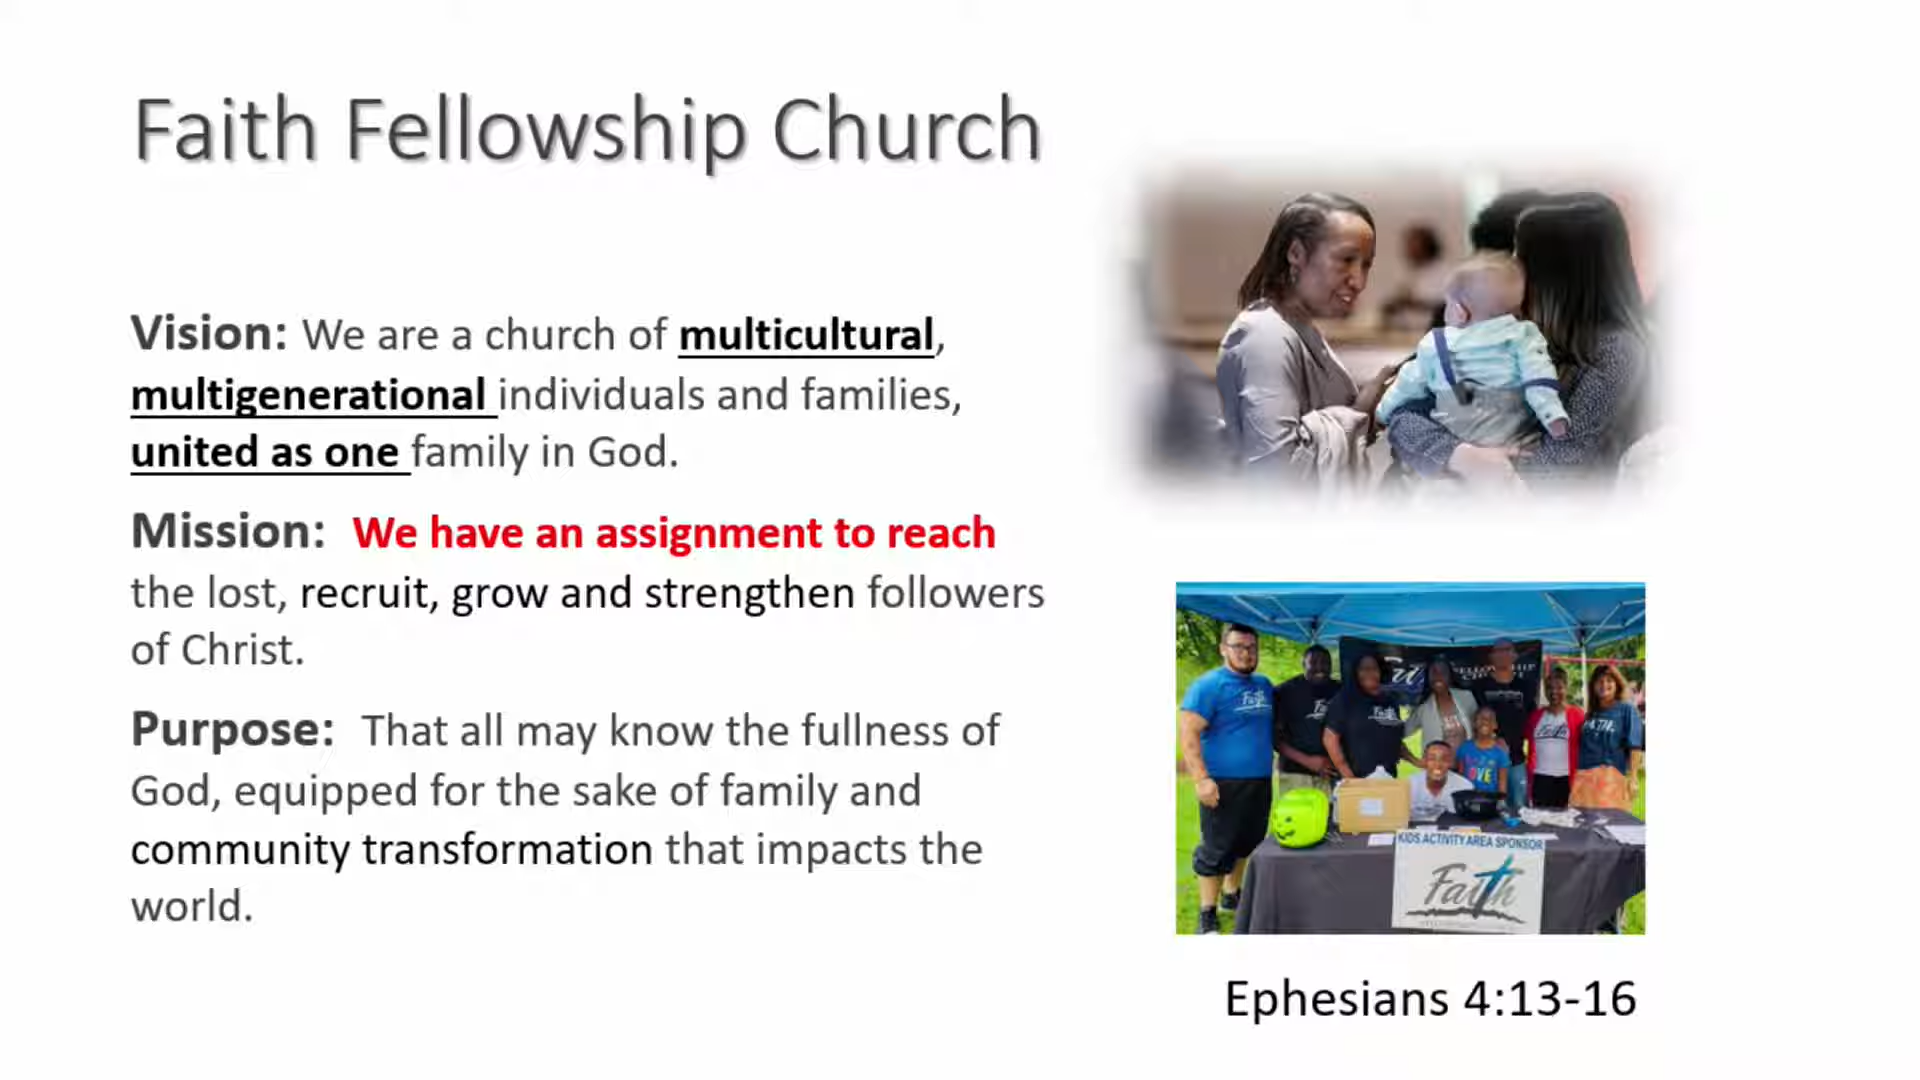 Faith Fellowship Church
Vision: We are a church of multicultural,
multigenerational individuals and families,
united as one family in God.
Mission: We have an assignment to reach
the lost, recruit, grow and strengthen followers
of Christ.
Purpose: That all may know the fullness of
God, equipped for the sake of family and
community transformation that impacts the
world.
KIDS ACTIVITY AREA SPONSOR
Faith
Ephesians 4:13-16